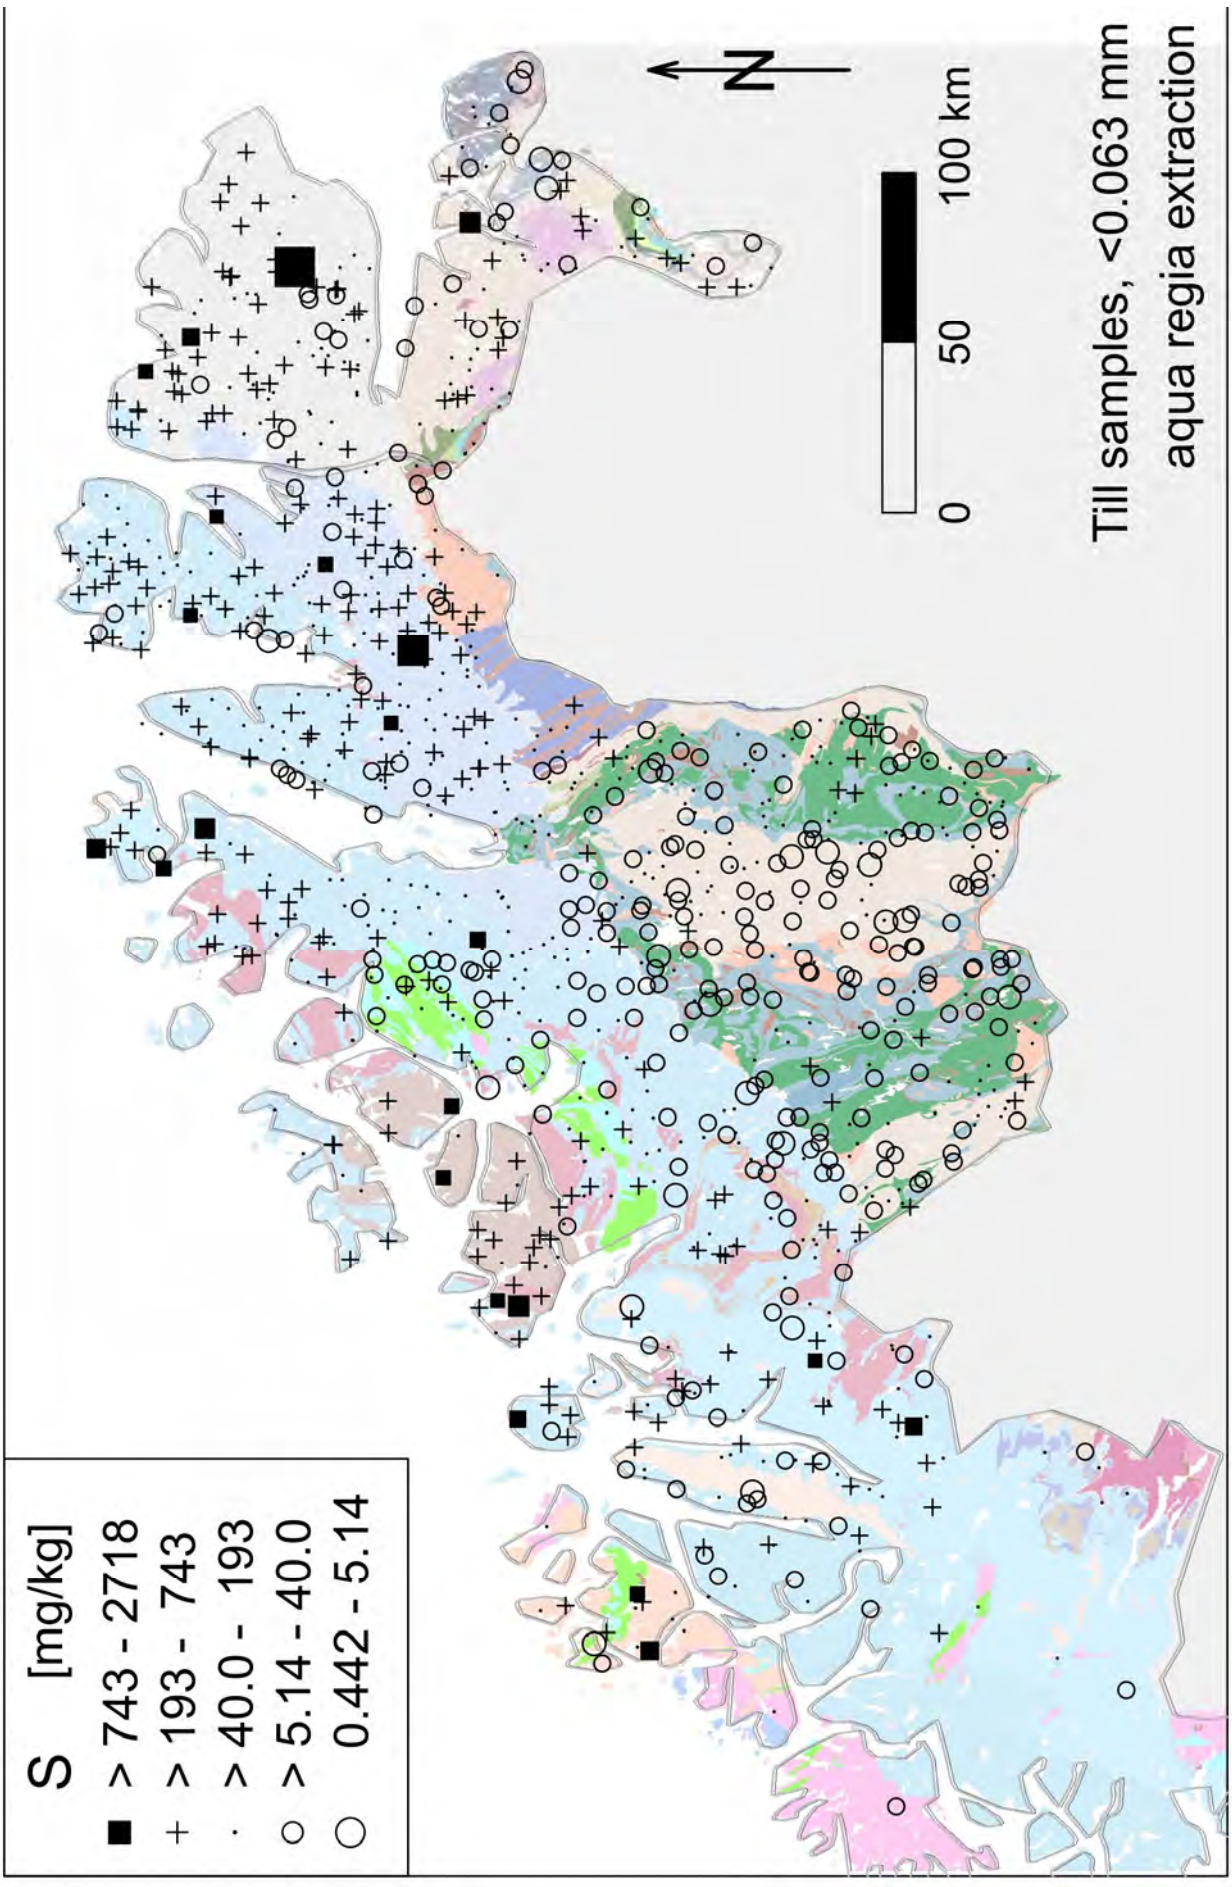 S [mg/kg]
> 743 - 2718
> 193 - 743
> 40.0 - 193
> 5.14 - 40.0
0.442 - 5.14
N
0 50 100 km
Till samples, <0.063 mm
aqua regia extraction